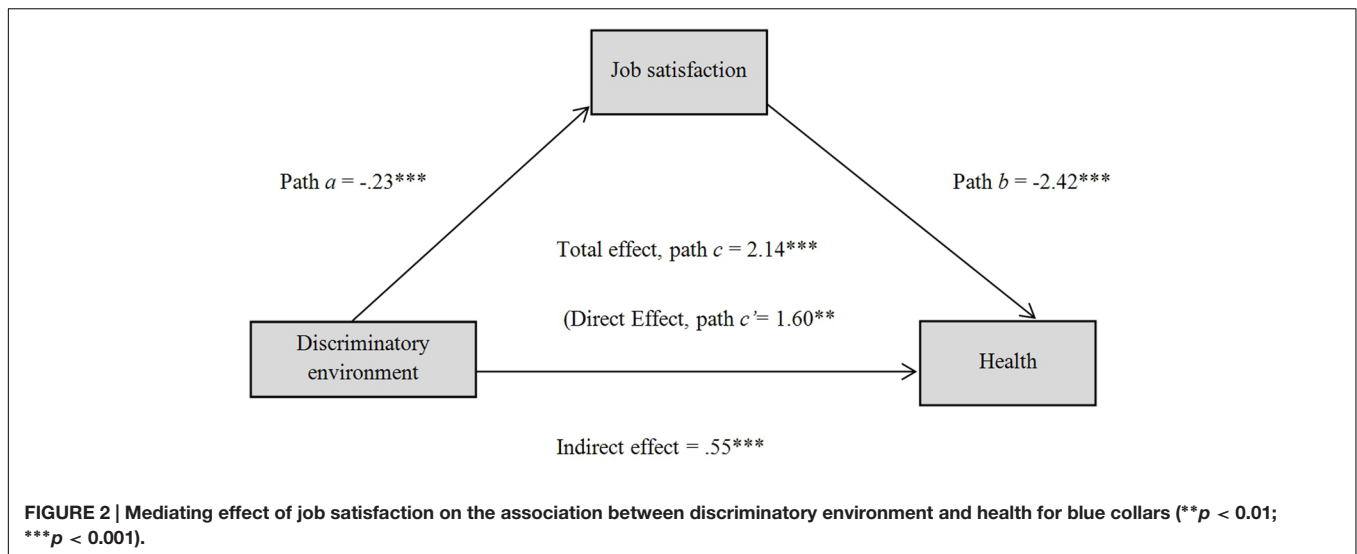 Job satisfaction
Path a = -.23***
Path b = -2.42***
Total effect, path c = 2.14***
(Direct Effect, path c’= 1.60**
Discriminatory
environment
Health
Indirect effect = .55***
FIGURE 2 | Mediating effect of job satisfaction on the association between discriminatory environment and health for blue collars (**p < 0.01;
***p < 0.001).